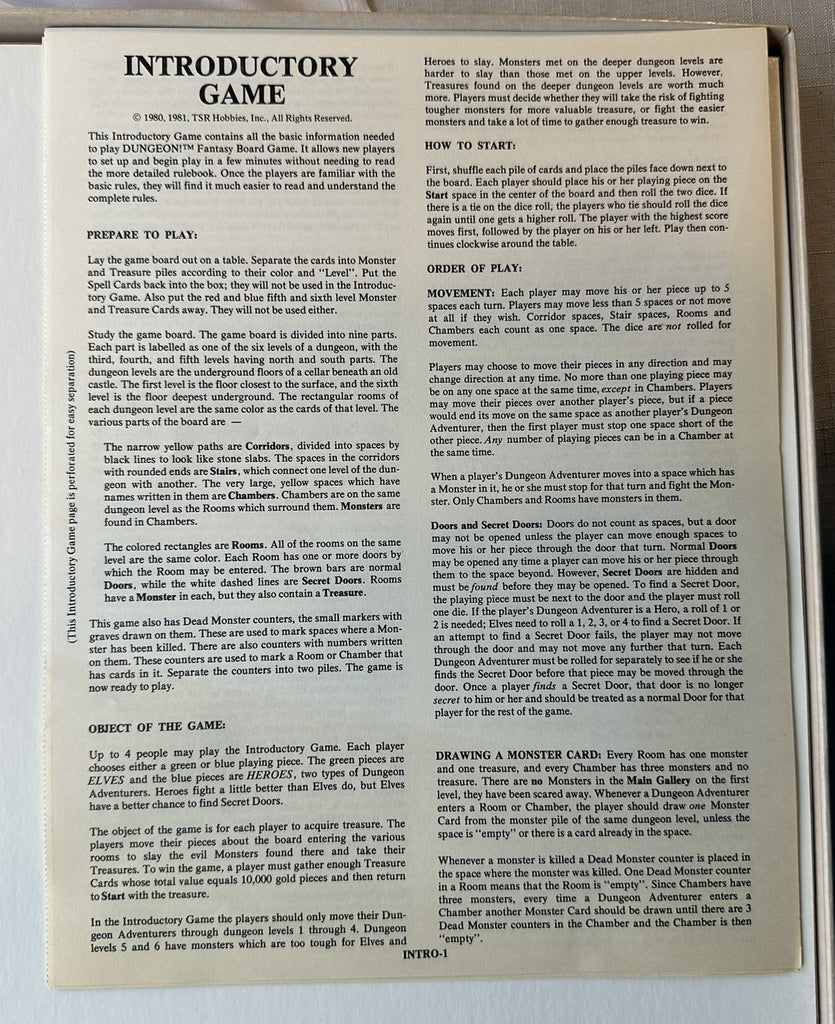 INTRODUCTORY
GAME
© 1980, 1981, TSR Hobbies, Inc., All Rights Reserved.
This Introductory Game contains all the basic information needed
to play DUNGEON!™ Fantasy Board Game. It allows new players
to set up and begin play in a few minutes without needing to read
the more detailed rulebook. Once the players are familiar with the
basic rules, they will find it much easier to read and understand the
complete rules.
PREPARE TO PLAY:
Lay the game board out on a table. Separate the cards into Monster
and Treasure piles according to their color and "Level". Put the
Spell Cards back into the box; they will not be used in the Introduc-
tory Game. Also put the red and blue fifth and sixth level Monster
and Treasure Cards away. They will not be used either.
Study the game board. The game board is divided into nine parts.
Each part is labelled as one of the six levels of a dungeon, with the
third, fourth, and fifth levels having north and south parts. The
dungeon levels are the underground floors of a cellar beneath an old
castle. The first level is the floor closest to the surface, and the sixth
level is the floor deepest underground. The rectangular rooms of
each dungeon level are the same color as the cards of that level. The
various parts of the board are —
The narrow yellow paths are Corridors, divided into spaces by
black lines to look like stone slabs. The spaces in the corridors
with rounded ends are Stairs, which connect one level of the dun-
geon with another. The very large, yellow spaces which have
names written in them are Chambers. Chambers are on the same
dungeon level as the Rooms which surround them. Monsters are
found in Chambers.
The colored rectangles are Rooms. All of the rooms on the same
level are the same color. Each Room has one or more doors by
which the Room may be entered. The brown bars are normal
Doors, while the white dashed lines are Secret Doors. Rooms
have a Monster in each, but they also contain a Treasure.
This game also has Dead Monster counters, the small markers with
graves drawn on them. These are used to mark spaces where a Mon-
ster has been killed. There are also counters with numbers written
on them. These counters are used to mark a Room or Chamber that
has cards in it. Separate the counters into two piles. The game is
now ready to play.
OBJECT OF THE GAME:
Up to 4 people may play the Introductory Game. Each player
chooses either a green or blue playing piece. The green pieces are
ELVES and the blue pieces are HEROES, two types of Dungeon
Adventurers. Heroes fight a little better than Elves do, but Elves
have a better chance to find Secret Doors.
The object of the game is for each player to acquire treasure. The
players move their pieces about the board entering the various
rooms to slay the evil Monsters found there and take their
Treasures. To win the game, a player must gather enough Treasure
Cards whose total value equals 10,000 gold pieces and then return
to Start with the treasure.
In the Introductory Game the players should only move their Dun-
geon Adventurers through dungeon levels 1 through 4. Dungeon
levels 5 and 6 have monsters which are too tough for Elves and
Heroes to slay. Monsters met on the deeper dungeon levels are
harder to slay than those met on the upper levels. However,
Treasures found on the deeper dungeon levels are worth much
more. Players must decide whether they will take the risk of fighting
tougher monsters for more valuable treasure, or fight the easier
monsters and take a lot of time to gather enough treasure to win.
HOW TO START:
First, shuffle each pile of cards and place the piles face down next to
the board. Each player should place his or her playing piece on the
Start space in the center of the board and then roll the two dice. If
there is a tie on the dice roll, the players who tie should roll the dice
again until one gets a higher roll. The player with the highest score
moves first, followed by the player on his or her left. Play then con-
tinues clockwise around the table.
ORDER OF PLAY:
MOVEMENT: Each player may move his or her piece up to 5
spaces each turn. Players may move less than 5 spaces or not move
at all if they wish. Corridor spaces, Stair spaces, Rooms and
Chambers each count as one space. The dice are not rolled for
movement.
Players may choose to move their pieces in any direction and may
change direction at any time. No more than one playing piece may
be on any one space at the same time, except in Chambers. Players
may move their pieces over another player's piece, but if a piece
would end its move on the same space as another player's Dungeon
Adventurer, then the first player must stop one space short of the
other piece. Any number of playing pieces can be in a Chamber at
the same time.
When a player's Dungeon Adventurer moves into a space which has
a Monster in it, he or she must stop for that turn and fight the Mon-
ster. Only Chambers and Rooms have monsters in them.
Doors and Secret Doors: Doors do not count as spaces, but a door
may not be opened unless the player can move enough spaces to
move his or her piece through the door that turn. Normal Doors
may be opened any time a player can move his or her piece through
them to the space beyond. However, Secret Doors are hidden and
must be found before they may be opened. To find a Secret Door,
the playing piece must be next to the door and the player must roll
one die. If the player's Dungeon Adventurer is a Hero, a roll of 1 or
2 is needed; Elves need to roll a 1, 2, 3, or 4 to find a Secret Door. If
an attempt to find a Secret Door fails, the player may not move
through the door and may not move any further that turn. Each
Dungeon Adventurer must be rolled for separately to see if he or she
finds the Secret Door before that piece may be moved through the
door. Once a player finds a Secret Door, that door is no longer
secret to him or her and should be treated as a normal Door for that
player for the rest of the game.
DRAWING A MONSTER CARD: Every Room has one monster
and one treasure, and every Chamber has three monsters and no
treasure. There are no Monsters in the Main Gallery on the first
level, they have been scared away. Whenever a Dungeon Adventurer
enters a Room or Chamber, the player should draw one Monster
Card from the monster pile of the same dungeon level, unless the
space is "empty" or there is a card already in the space.
Whenever a monster is killed a Dead Monster counter is placed in
the space where the monster was killed. One Dead Monster counter
in a Room means that the Room is "empty". Since Chambers have
three monsters, every time a Dungeon Adventurer enters a
Chamber another Monster Card should be drawn until there are 3
Dead Monster counters in the Chamber and the Chamber is then
"empty".
INTRO-1
(This Introductory Game page is perforated for easy separation)